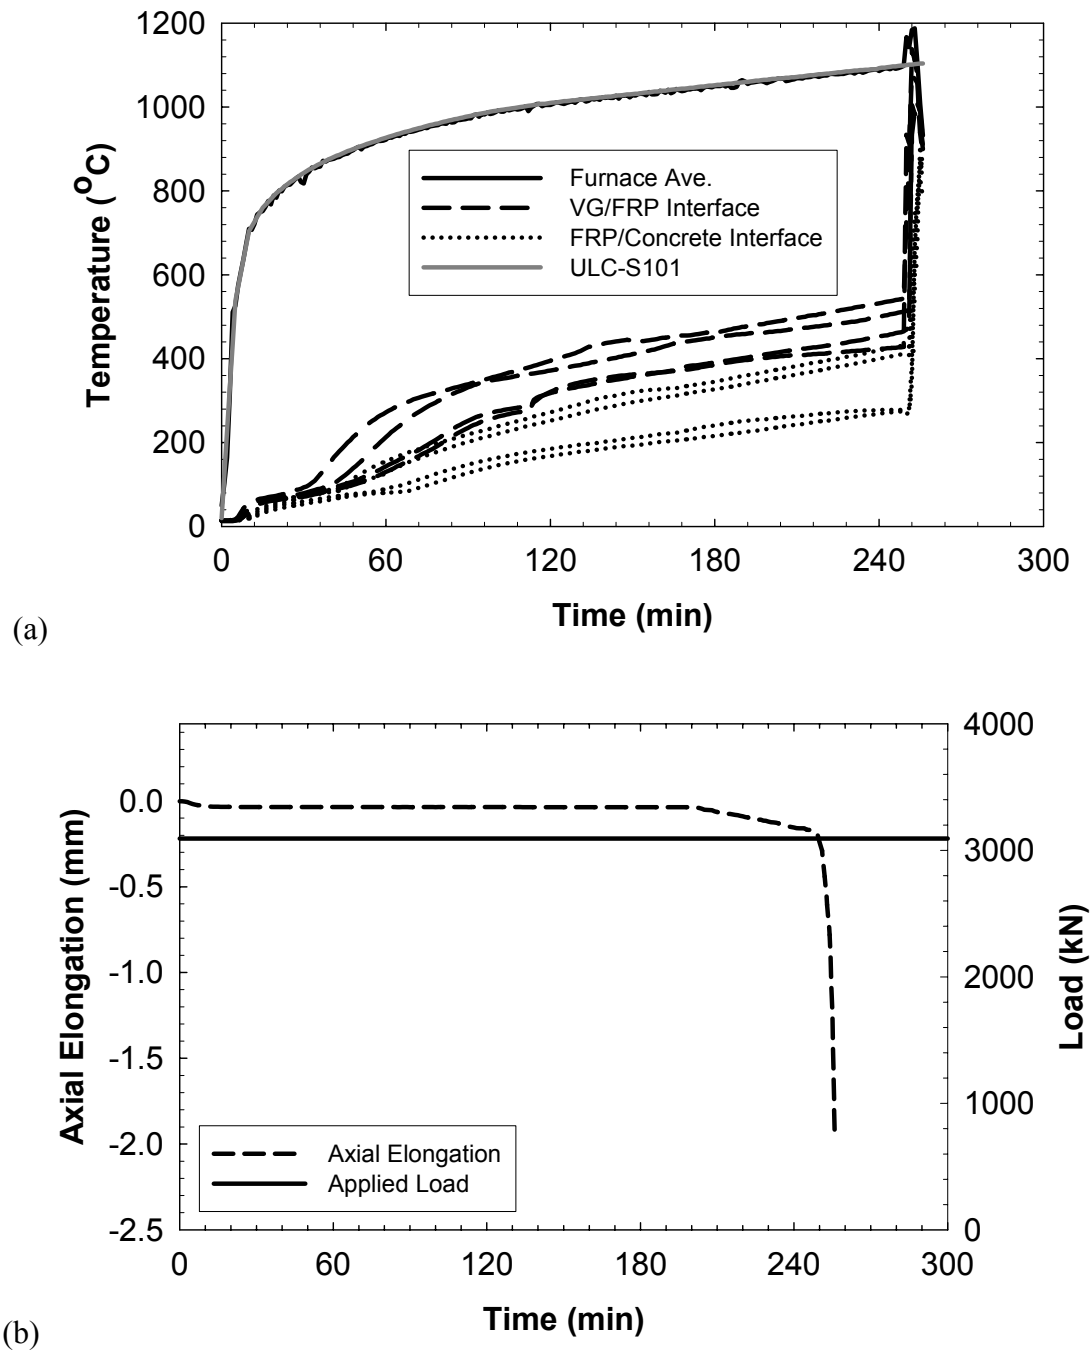 1200
1000
800
600
400
200
0
Temperature (°C)
Furnace Ave.
VG/FRP Interface
FRP/Concrete Interface
ULC-S101
0 60 120 180 240 300
Time (min)
(a)
0.0
-0.5
-1.0
-1.5
-2.0
-2.5
Axial Elongation (mm)
4000
3000
2000
1000
0
Load (kN)
Axial Elongation
Applied Load
0 60 120 180 240 300
Time (min)
(b)